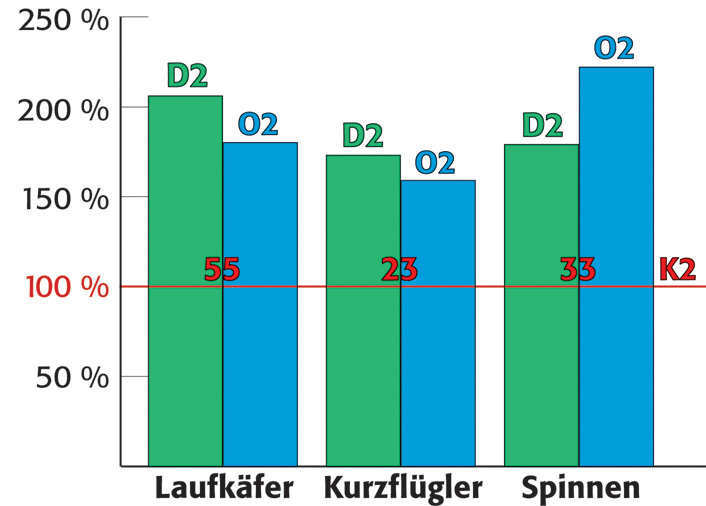 250 %
200 %
150 %
100 %
50 %
D2
O2
D2
O2
D2
O2
55
23
33
K2
Laufkäfer
Kurzflügler
Spinnen